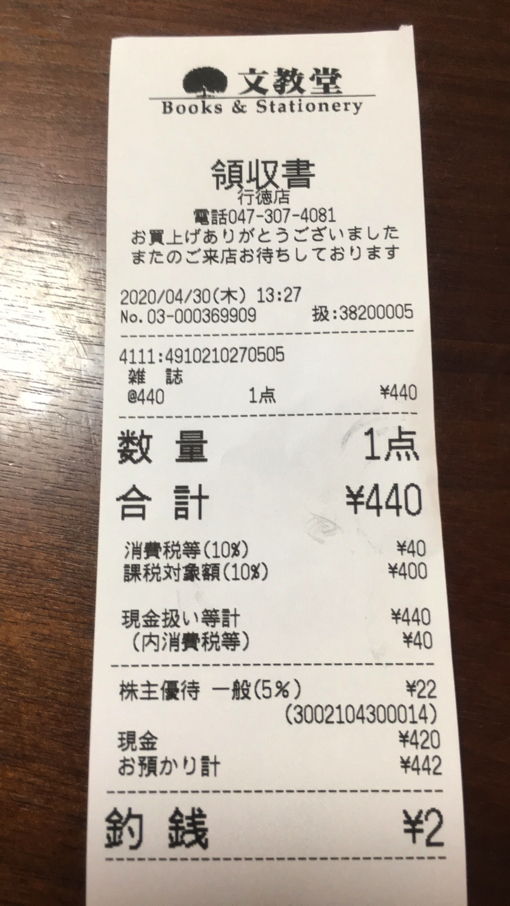 文教堂
Books & Stationery
領収書
行徳店
電話047-307-4081
お買上げありがとうございました
またのご来店お待ちしております
2020/04/30(木) 13:27
No.03-000369909 扱:38200005
4111:4910210270505
雑 誌
@440 1点 ¥440
数 量 1点
合 計 ¥440
消費税等(10%) ¥40
課税対象額(10%) ¥400
現金扱い等計 ¥440
(内消費税等) ¥40
株主優待 一般(5%) ¥22
(3002104300014)
現金 ¥420
お預かり計 ¥442
釣 銭 ¥2